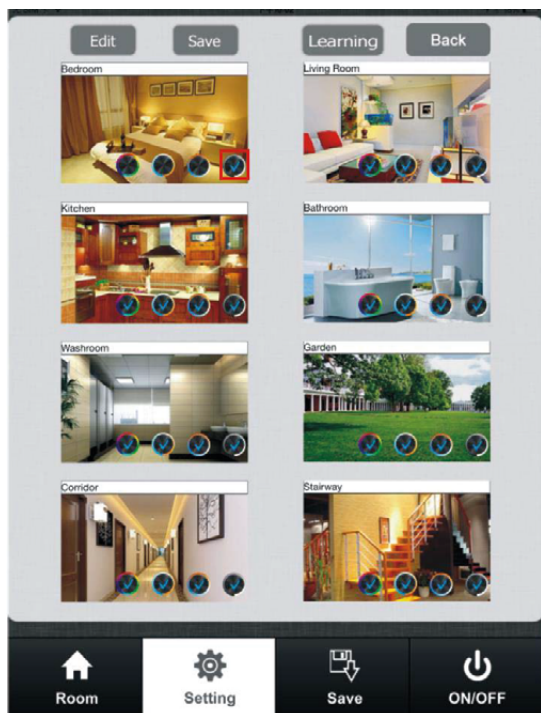 Edit Save Learning Back
Bedroom Living Room
Kitchen Bathroom
Washroom Garden
Corridor Stairway
Room Setting Save ON/OFF